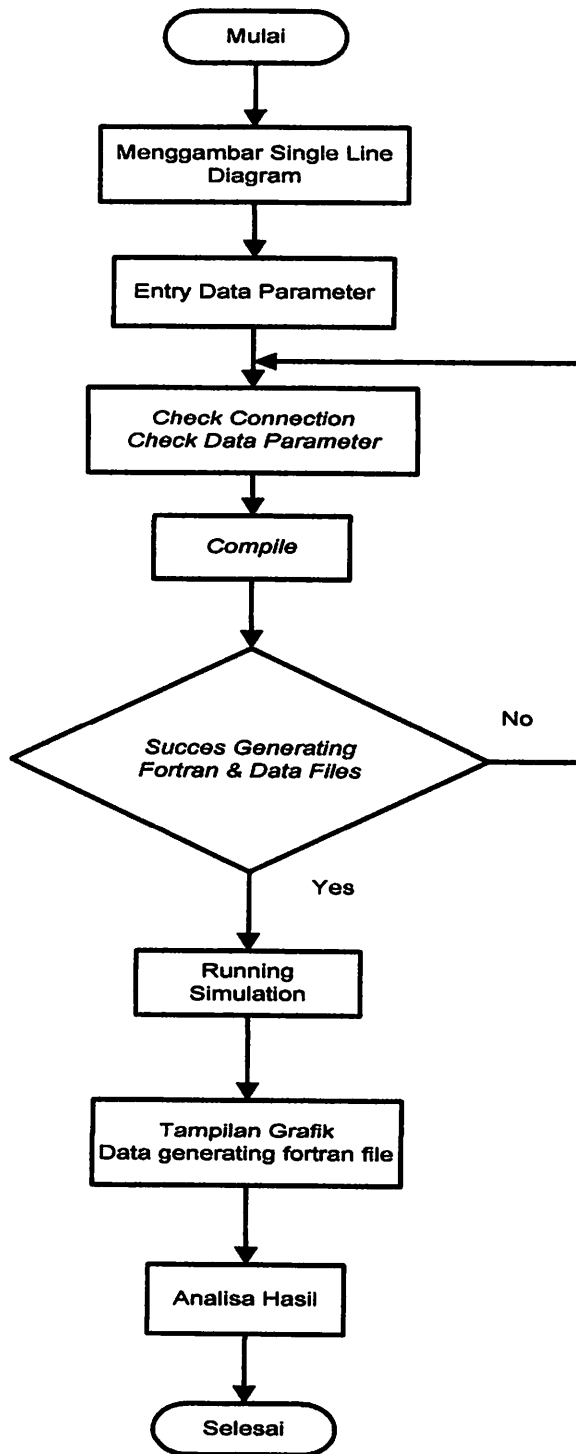 Mulai
Menggambar Single Line
Diagram
Entry Data Parameter
Check Connection
Check Data Parameter
Compile
Succes Generating
Fortran & Data Files
No
Yes
Running
Simulation
Tampilan Grafik
Data generating fortran file
Analisa Hasil
Selesai